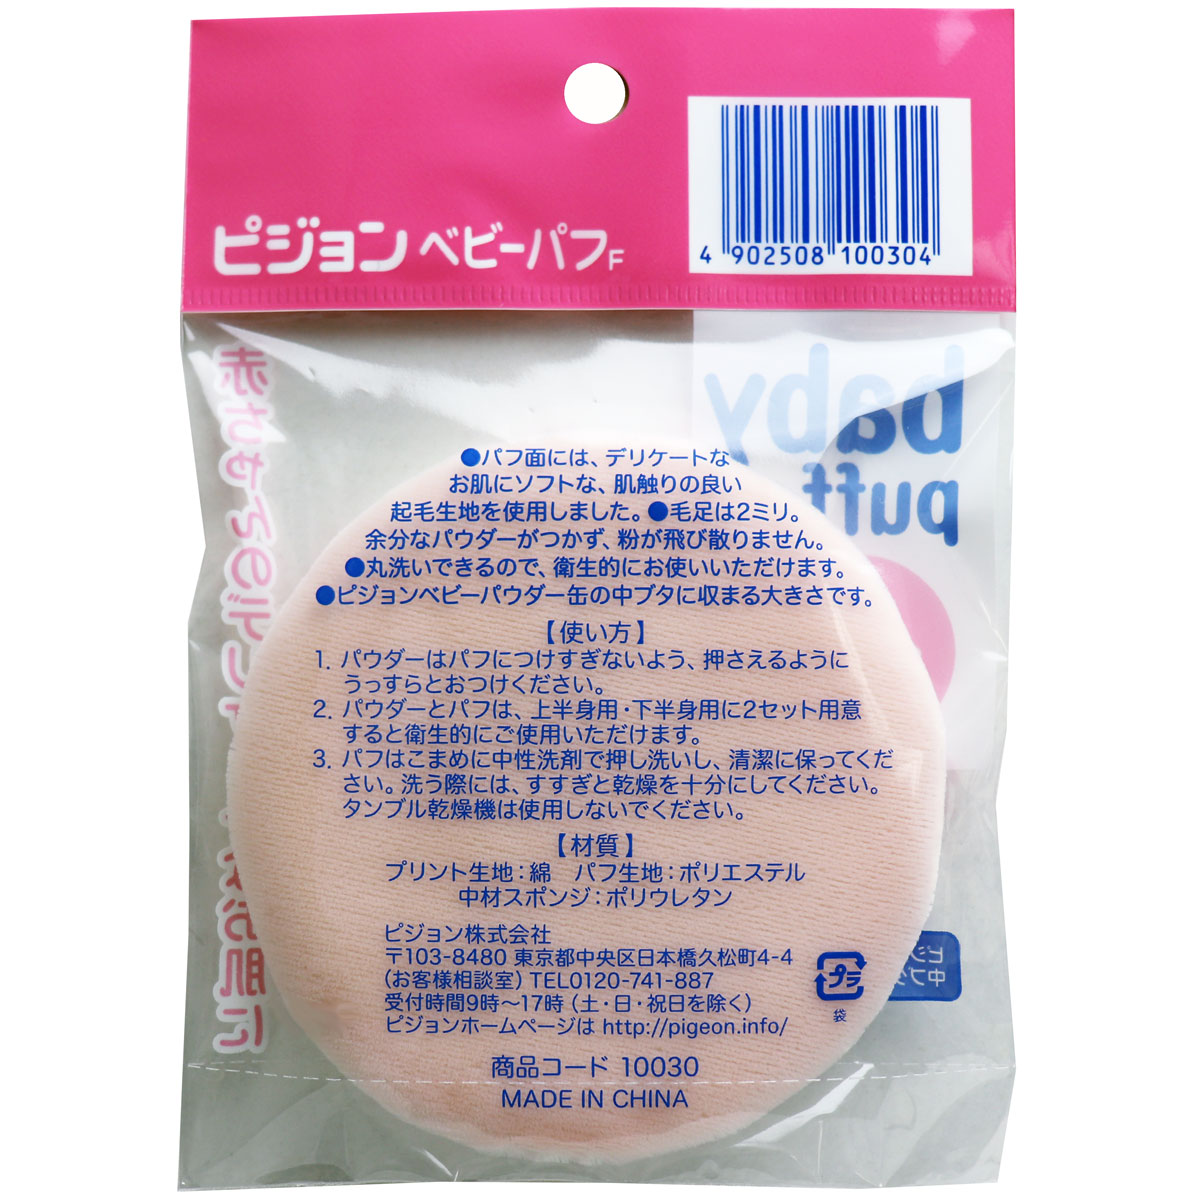 ピジョン ベビーパフF
4 902508 100304
baby
puff
●パフ面には、デリケートな
お肌にソフトな、肌触りの良い
起毛生地を使用しました。●毛足は2ミリ。
余分なパウダーがつかず、粉が飛び散りません。
●丸洗いできるので、衛生的にお使いいただけます。
●ピジョンベビーパウダー缶の中ブタに収まる大きさです。
【使い方】
1. パウダーはパフにつけすぎないよう、押さえるように
うっすらとおつけください。
2. パウダーとパフは、上半身用・下半身用に2セット用意
すると衛生的にご使用いただけます。
3. パフはこまめに中性洗剤で押し洗いし、清潔に保ってくだ
さい。洗う際には、すすぎと乾燥を十分にしてください。
タンブル乾燥機は使用しないでください。
【材質】
プリント生地：綿　パフ生地：ポリエステル
中材スポンジ：ポリウレタン
ピジョン株式会社
〒103-8480 東京都中央区日本橋久松町4-4
(お客様相談室) TEL0120-741-887
受付時間9時～17時 (土・日・祝日を除く)
ピジョンホームページは http://pigeon.info/
プラ
袋
商品コード 10030
MADE IN CHINA